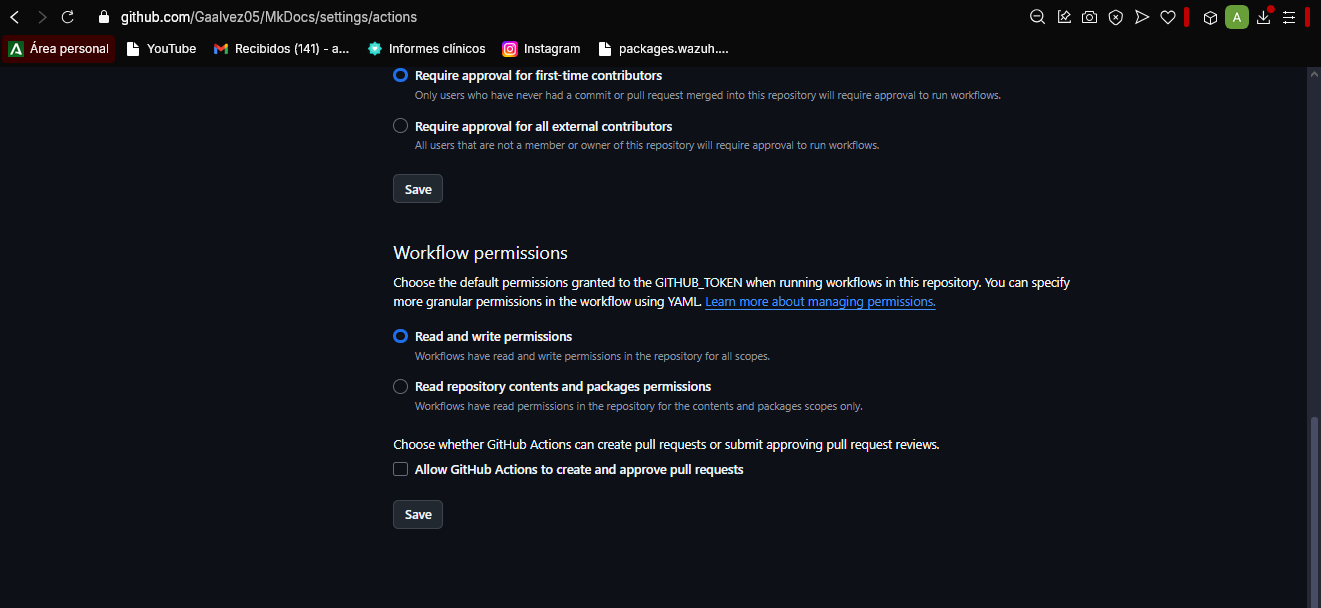 github.com/Gaalvez05/MkDocs/settings/actions
A
Área personal YouTube Recibidos (141) - a... Informes clínicos Instagram packages.wazuh....
Require approval for first-time contributors
Only users who have never had a commit or pull request merged into this repository will require approval to run workflows.
Require approval for all external contributors
All users that are not a member or owner of this repository will require approval to run workflows.
Save
Workflow permissions
Choose the default permissions granted to the GITHUB_TOKEN when running workflows in this repository. You can specify
more granular permissions in the workflow using YAML. Learn more about managing permissions.
Read and write permissions
Workflows have read and write permissions in the repository for all scopes.
Read repository contents and packages permissions
Workflows have read permissions in the repository for the contents and packages scopes only.
Choose whether GitHub Actions can create pull requests or submit approving pull request reviews.
Allow GitHub Actions to create and approve pull requests
Save